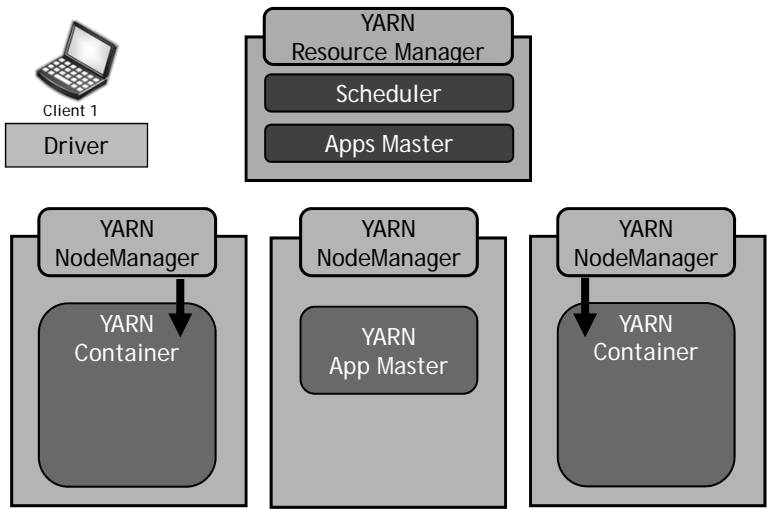 YARN
Resource Manager
Scheduler
Apps Master
Client 1
Driver
YARN
NodeManager
YARN
Container
YARN
NodeManager
YARN
App Master
YARN
NodeManager
YARN
Container